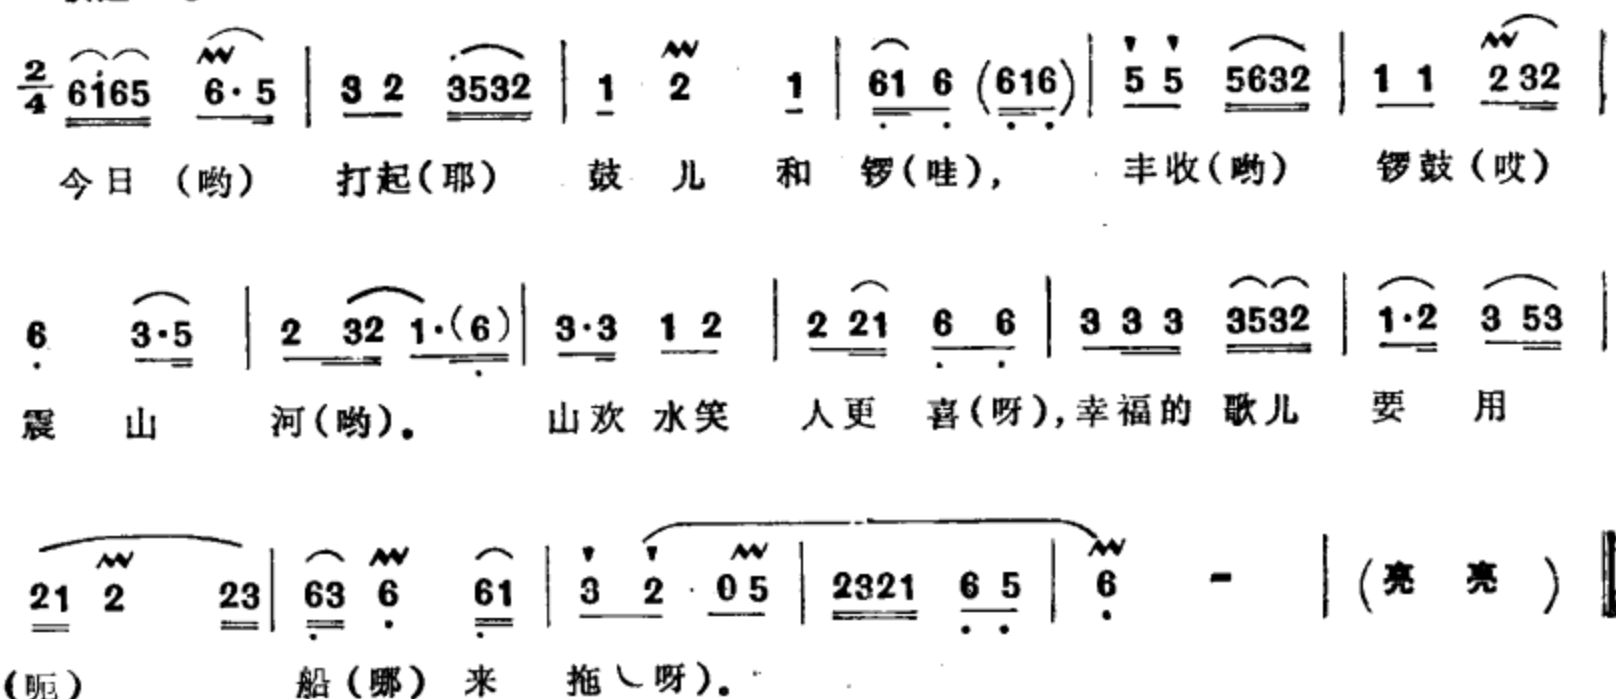 2/4 6i65 6·5 | 3 2 3532 | 1 2 1 | 61 6 (616) | 5 5 5632 | 1 1 2 32 |
今日(哟) 打起(耶) 鼓儿和锣(哇), 丰收(哟) 锣鼓(哎)
6 3·5 | 2 32 1·(6) | 3·3 1 2 | 2 21 6 6 | 3 3 3 3532 | 1·2 3 53 |
震山河(哟)。 山欢水笑 人更喜(呀),幸福的歌儿要用
21 2 23 | 63 6 61 | 3 2 05 | 2321 6 5 | 6 - | (亮 亮)
(呃) 船(哪)来拖(呀)。